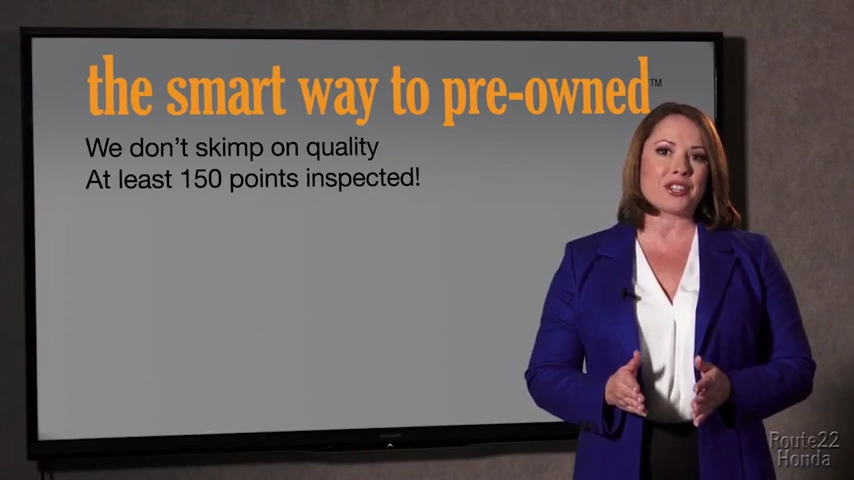 the smart way to pre-owned™
We don't skimp on quality
At least 150 points inspected!
Route22
Honda